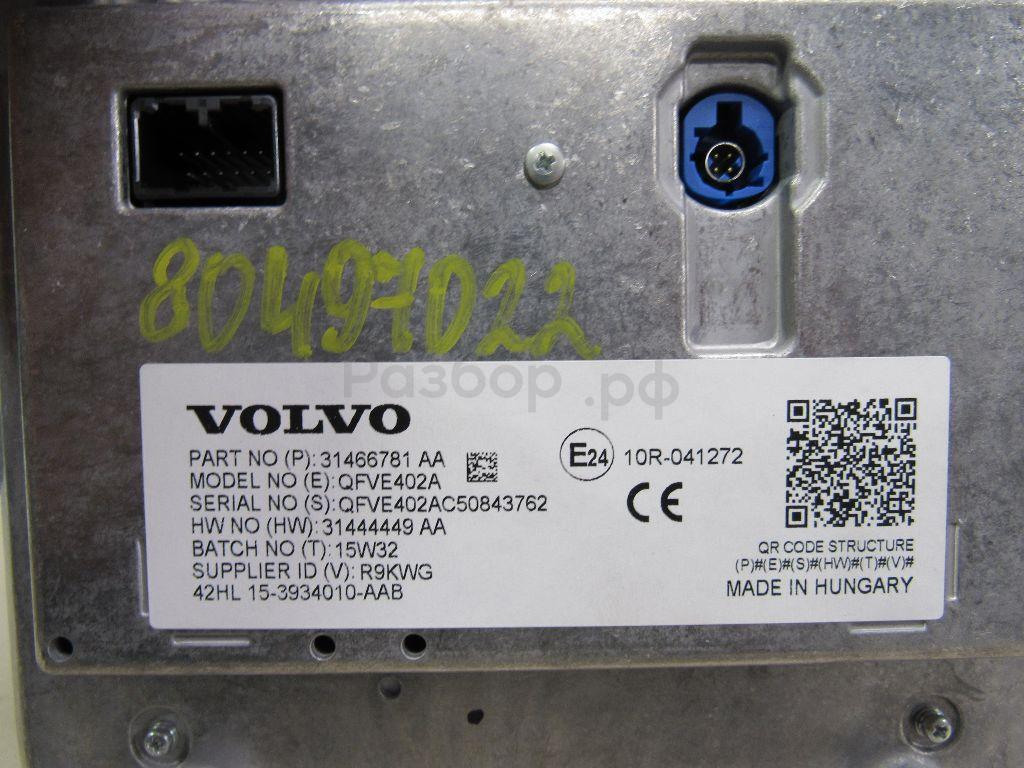 80497022
Разбор.рф
VOLVO
PART NO (P): 31466781 AA
MODEL NO (E): QFVE402A
SERIAL NO (S): QFVE402AC50843762
HW NO (HW): 31444449 AA
BATCH NO (T): 15W32
SUPPLIER ID (V): R9KWG
42HL 15-3934010-AAB
E24 10R-041272
CE
QR CODE STRUCTURE
(P)#(E)#(S)#(HW)#(T)#(V)#
MADE IN HUNGARY